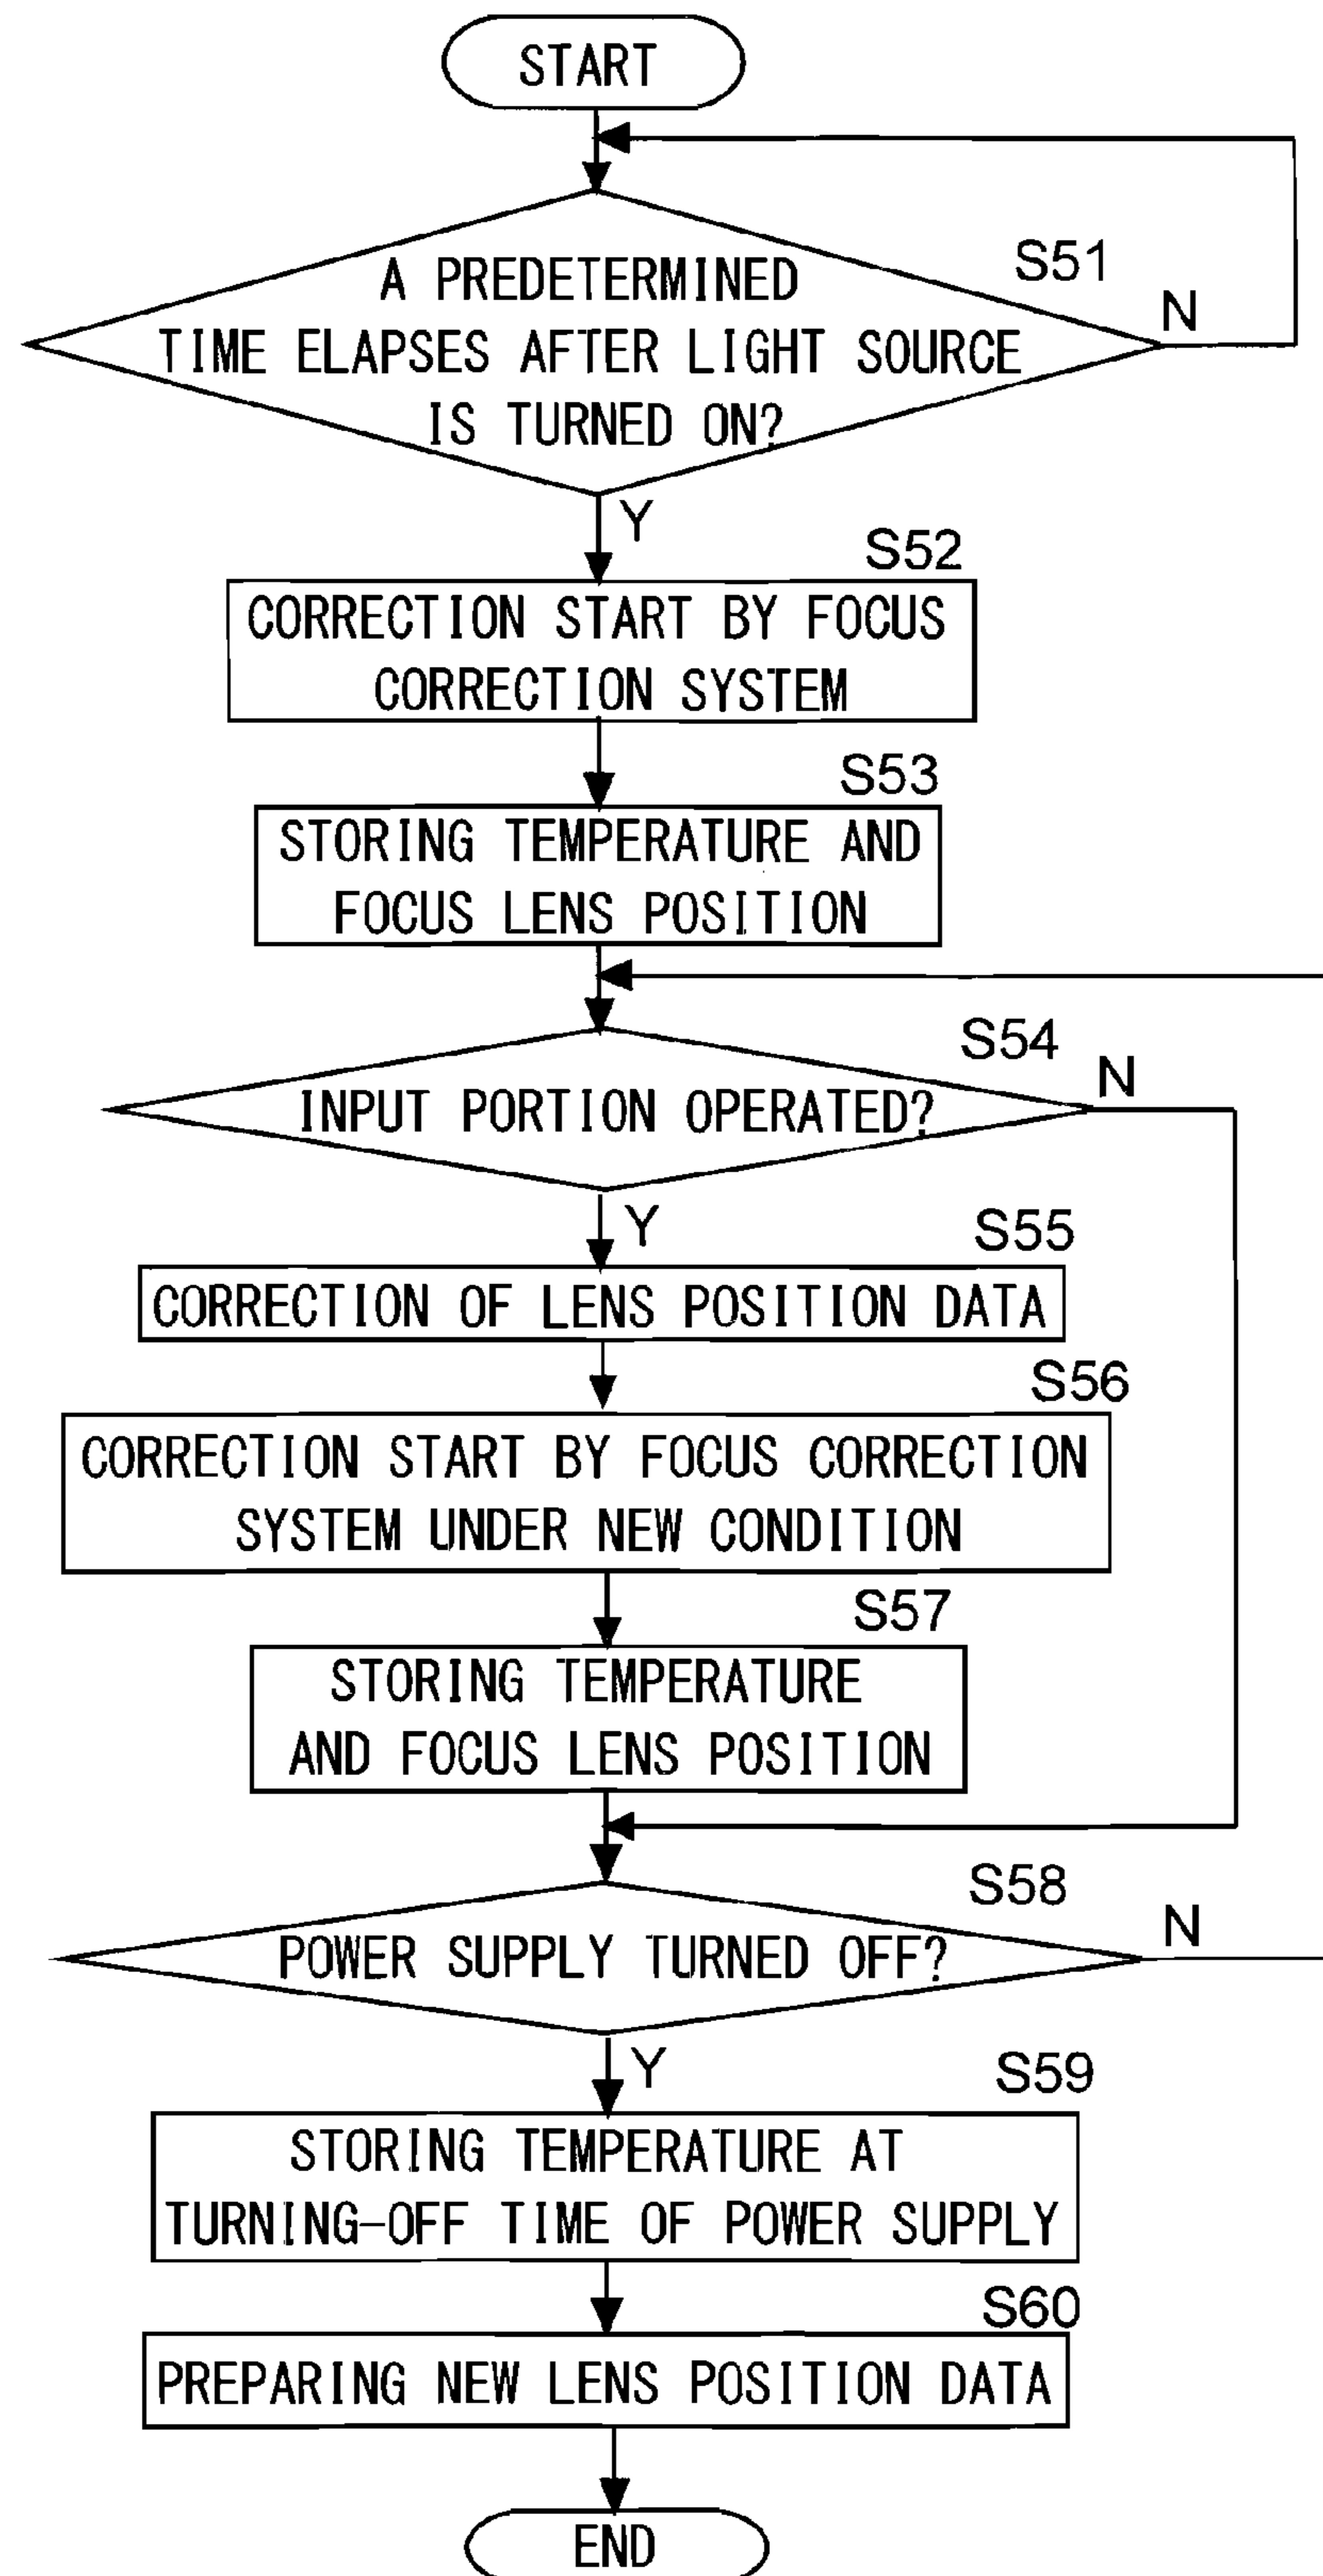 START
S51
A PREDETERMINED
N
TIME ELAPSES AFTER LIGHT SOURCE
IS TURNED ON?
Y
S52
CORRECTION START BY FOCUS
CORRECTION SYSTEM
S53
STORING TEMPERATURE AND
FOCUS LENS POSITION
S54
N
INPUT PORTION OPERATED?
Y
S55
CORRECTION OF LENS POSITION DATA
S56
CORRECTION START BY FOCUS CORRECTION
SYSTEM UNDER NEW CONDITION
S57
STORING TEMPERATURE
AND FOCUS LENS POSITION
S58
N
POWER SUPPLY TURNED OFF?
Y
S59
STORING TEMPERATURE AT
TURNING-OFF TIME OF POWER SUPPLY
S60
PREPARING NEW LENS POSITION DATA
END